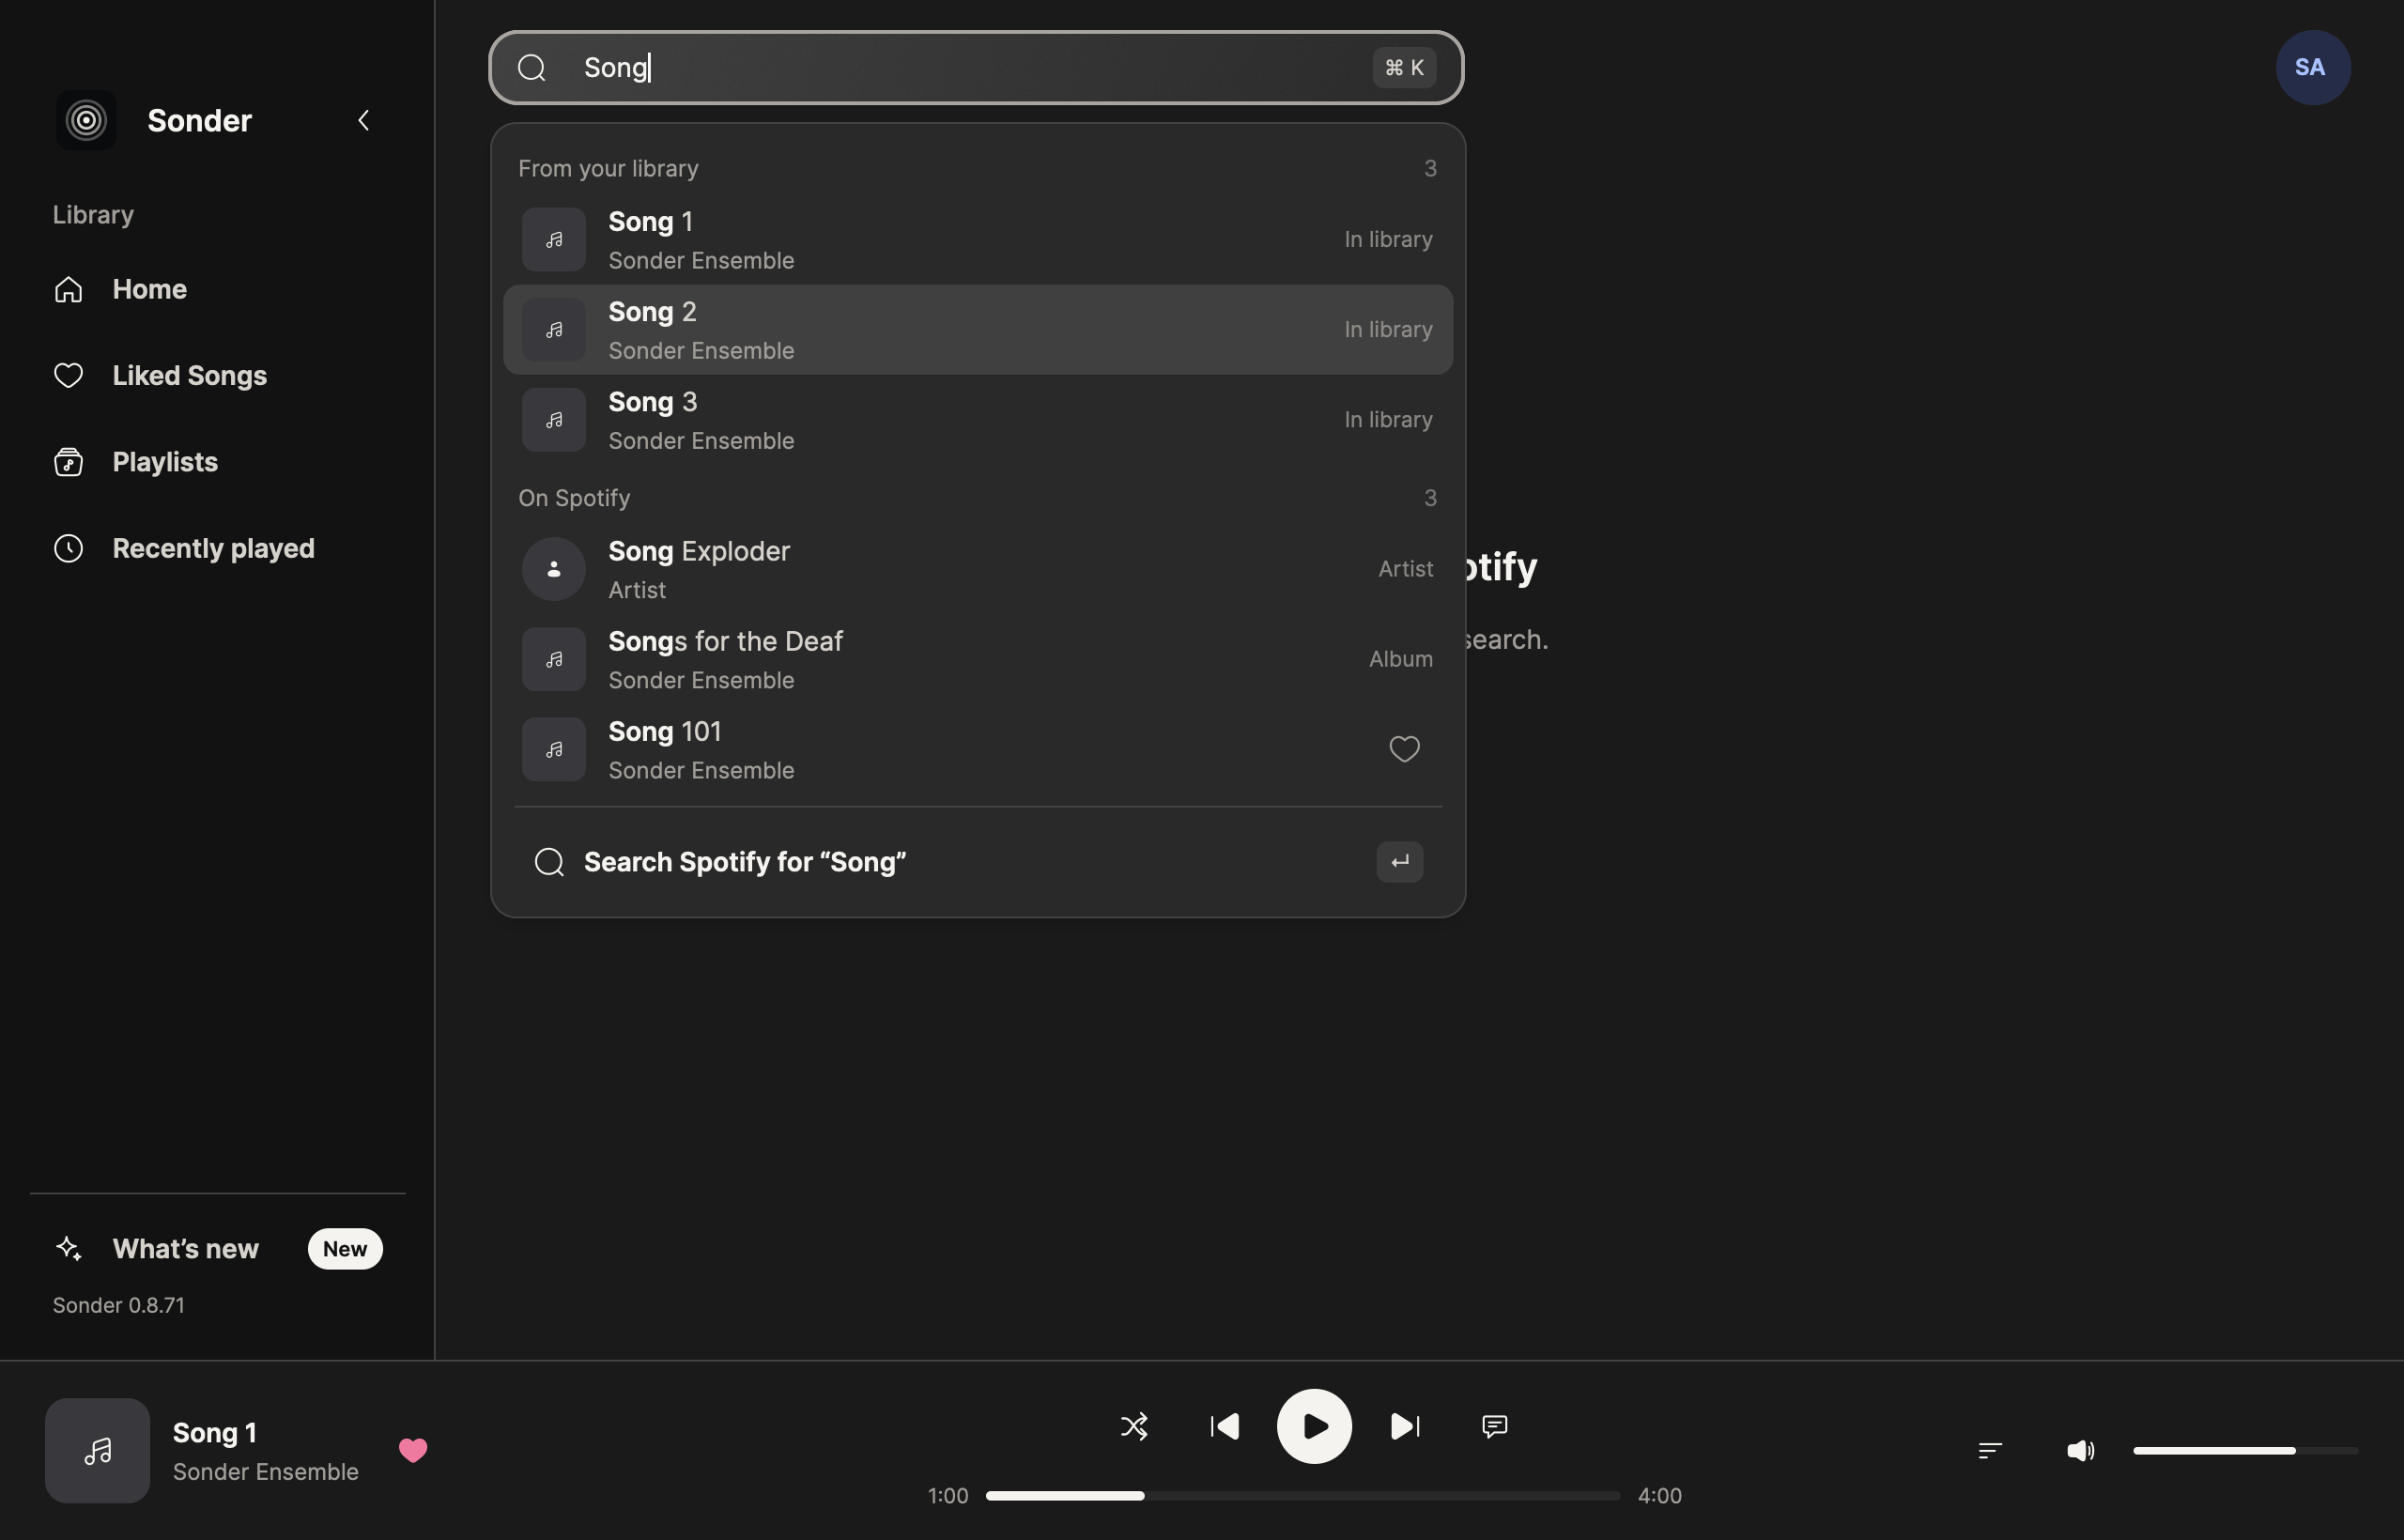 Song
⌘ K
SA
Sonder
Library
Home
Liked Songs
Playlists
Recently played
From your library 3
Song 1
Sonder Ensemble
In library
Song 2
Sonder Ensemble
In library
Song 3
Sonder Ensemble
In library
On Spotify 3
Song Exploder
Artist
Artist
Songs for the Deaf
Sonder Ensemble
Album
Song 101
Sonder Ensemble
Search Spotify for “Song”
otify
search.
What’s new
New
Sonder 0.8.71
Song 1
Sonder Ensemble
1:00
4:00